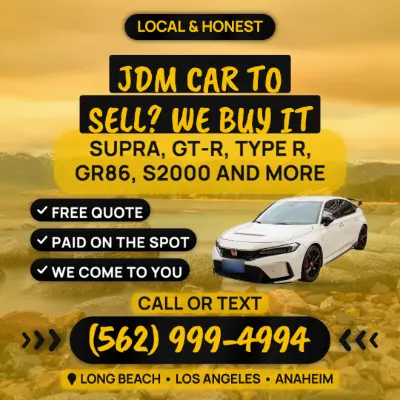 LOCAL & HONEST
JDM CAR TO
SELL? WE BUY IT
SUPRA, GT-R, TYPE R,
GR86, S2000 AND MORE
FREE QUOTE
PAID ON THE SPOT
WE COME TO YOU
CALL OR TEXT
(562) 999-4994
LONG BEACH • LOS ANGELES • ANAHEIM